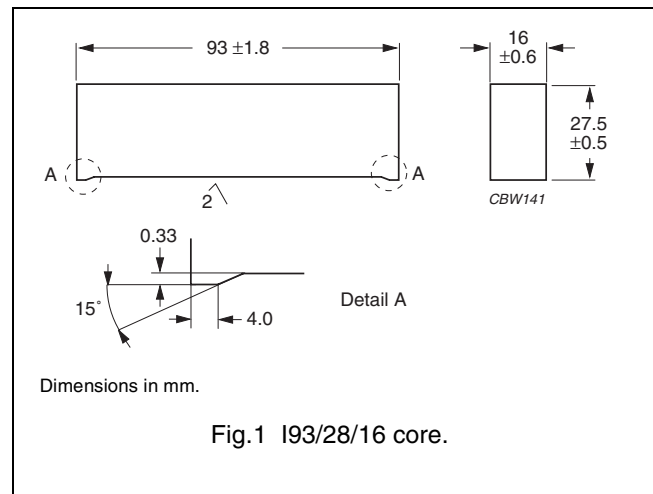 93 ±1.8
16
±0.6
27.5
±0.5
A
A
2
CBW141
0.33
15°
4.0
Detail A
Dimensions in mm.
Fig.1 I93/28/16 core.